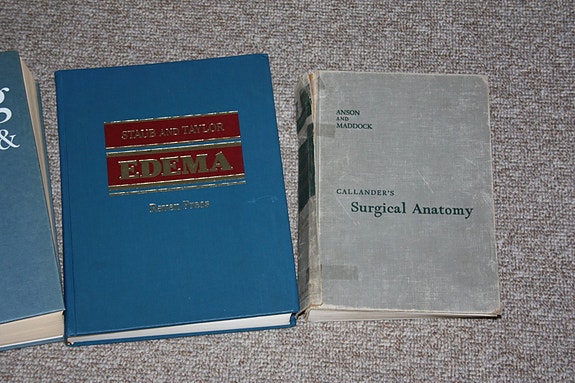 g
&
STAUB AND TAYLOR
EDEMA
Raven Press
ANSON
AND
MADDOCK
CALLANDER'S
Surgical Anatomy